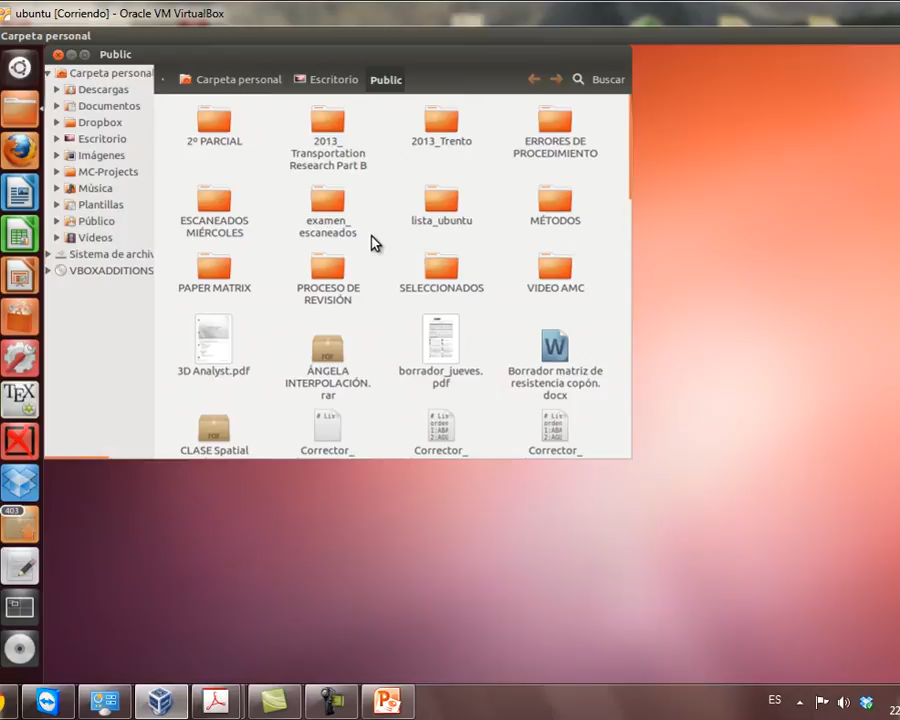 ubuntu [Corriendo] - Oracle VM VirtualBox
Carpeta personal
Public
Carpeta personal
Escritorio
Public
Buscar
Carpeta personal
Descargas
Documentos
Dropbox
Escritorio
Imágenes
MC-Projects
Música
Plantillas
Público
Vídeos
Sistema de archiv
VBOXADDITIONS
2º PARCIAL
2013_
Transportation
Research Part B
2013_Trento
ERRORES DE
PROCEDIMIENTO
ESCANEADOS
MIÉRCOLES
examen_
escaneados
lista_ubuntu
MÉTODOS
PAPER MATRIX
PROCESO DE
REVISIÓN
SELECCIONADOS
VIDEO AMC
3D Analyst.pdf
ÁNGELA
INTERPOLACIÓN.
rar
borrador_jueves.
pdf
Borrador matriz de
resistencia copón.
docx
CLASE Spatial
Corrector_
Corrector_
Corrector_
TEX
403
ES
22